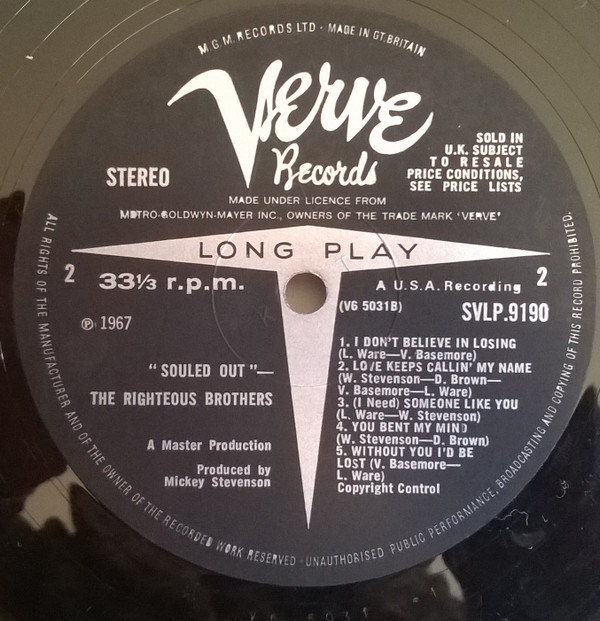 M.G.M. RECORDS LTD · MADE IN GT. BRITAIN
Verve
Records
STEREO
SOLD IN
U.K. SUBJECT
TO RESALE
PRICE CONDITIONS,
SEE PRICE LISTS
MADE UNDER LICENCE FROM
METRO-GOLDWYN-MAYER INC., OWNERS OF THE TRADE MARK ‘VERVE’
LONG PLAY
2
33⅓ r.p.m.
A U.S.A. Recording
2
(V6 5031B)
SVLP.9190
℗ 1967
“SOULED OUT”—
THE RIGHTEOUS BROTHERS
A Master Production
Produced by
Mickey Stevenson
1. I DON'T BELIEVE IN LOSING
(L. Ware—V. Basemore)
2. LOVE KEEPS CALLIN' MY NAME
(W. Stevenson—D. Brown—
V. Basemore—L. Ware)
3. (I Need) SOMEONE LIKE YOU
(L. Ware—W. Stevenson)
4. YOU BENT MY MIND
(W. Stevenson—D. Brown)
5. WITHOUT YOU I'D BE
LOST (V. Basemore—
L. Ware)
Copyright Control
ALL RIGHTS OF THE MANUFACTURER AND OF THE OWNER OF THE RECORDED WORK RESERVED · UNAUTHORISED PUBLIC PERFORMANCE, BROADCASTING AND COPYING OF THIS RECORD PROHIBITED.